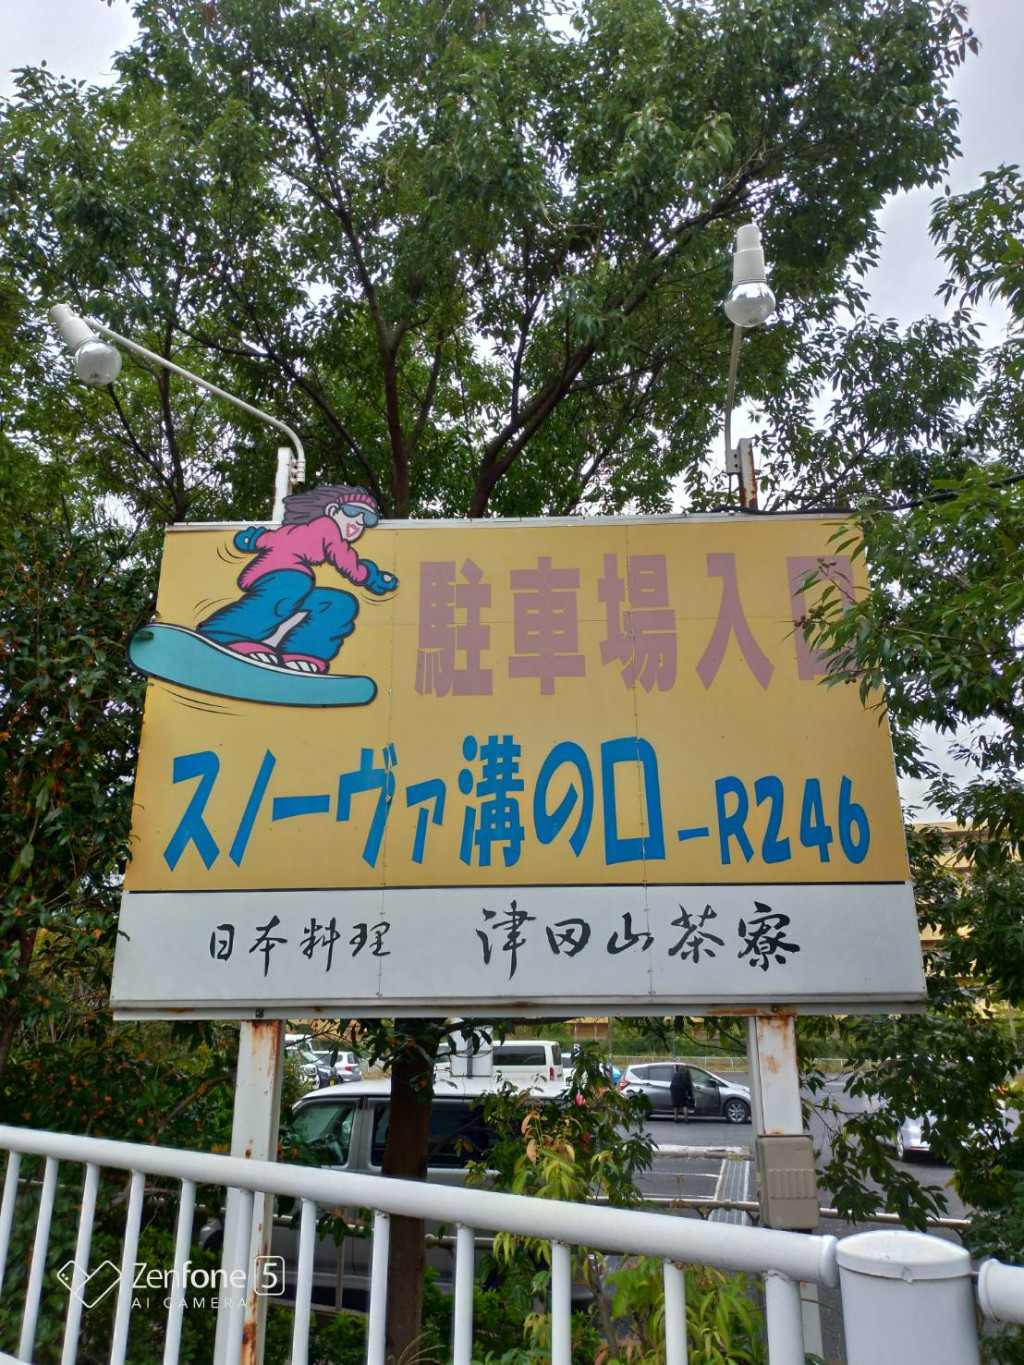 駐車場入口
スノーヴァ溝の口-R246
日本料理 津田山茶寮
Zenfone 5
AI CAMERA